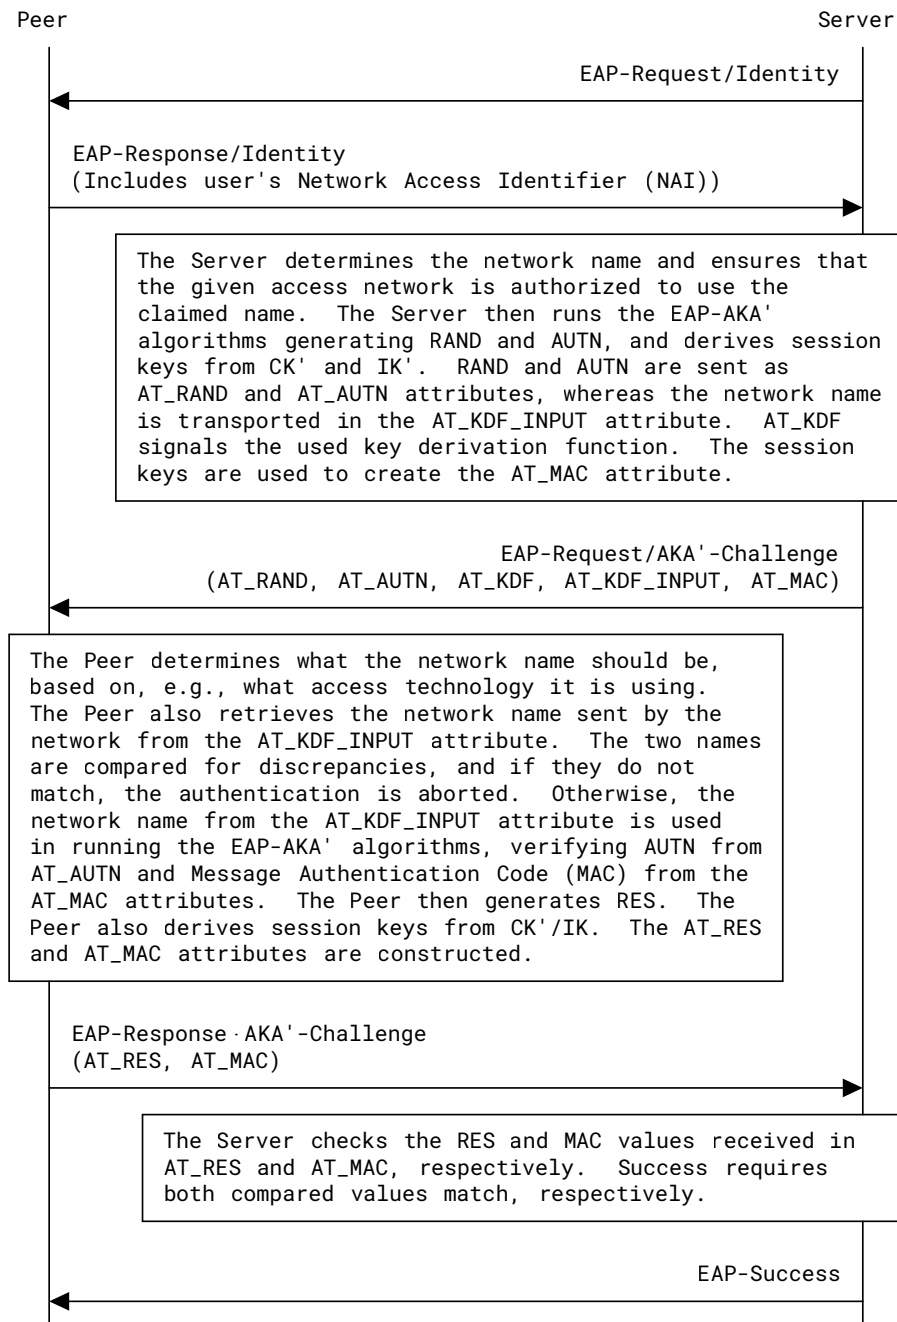 Peer Server
EAP-Request/Identity
EAP-Response/Identity
(Includes user's Network Access Identifier (NAI))
The Server determines the network name and ensures that
the given access network is authorized to use the
claimed name. The Server then runs the EAP-AKA'
algorithms generating RAND and AUTN, and derives session
keys from CK' and IK'. RAND and AUTN are sent as
AT_RAND and AT_AUTN attributes, whereas the network name
is transported in the AT_KDF_INPUT attribute. AT_KDF
signals the used key derivation function. The session
keys are used to create the AT_MAC attribute.
EAP-Request/AKA'-Challenge
(AT_RAND, AT_AUTN, AT_KDF, AT_KDF_INPUT, AT_MAC)
The Peer determines what the network name should be,
based on, e.g., what access technology it is using.
The Peer also retrieves the network name sent by the
network from the AT_KDF_INPUT attribute. The two names
are compared for discrepancies, and if they do not
match, the authentication is aborted. Otherwise, the
network name from the AT_KDF_INPUT attribute is used
in running the EAP-AKA' algorithms, verifying AUTN from
AT_AUTN and Message Authentication Code (MAC) from the
AT_MAC attributes. The Peer then generates RES. The
Peer also derives session keys from CK'/IK. The AT_RES
and AT_MAC attributes are constructed.
EAP-Response·AKA'-Challenge
(AT_RES, AT_MAC)
The Server checks the RES and MAC values received in
AT_RES and AT_MAC, respectively. Success requires
both compared values match, respectively.
EAP-Success